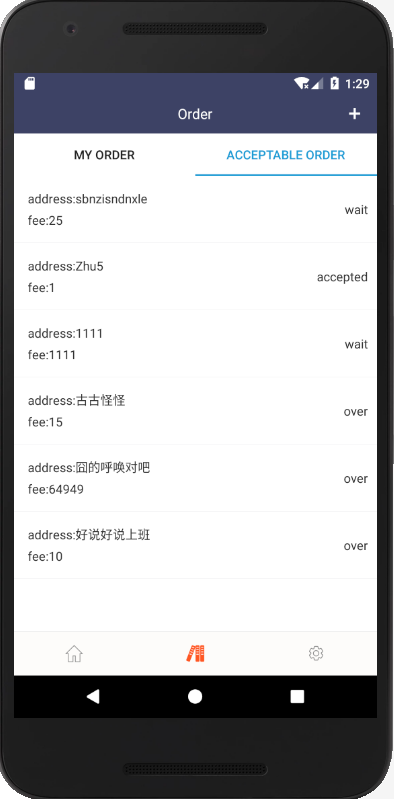 1:29
Order
+
MY ORDER
ACCEPTABLE ORDER
address:sbnzisndnxle
fee:25
wait
address:Zhu5
fee:1
accepted
address:1111
fee:1111
wait
address:古古怪怪
fee:15
over
address:囧的呼唤对吧
fee:64949
over
address:好说好说上班
fee:10
over